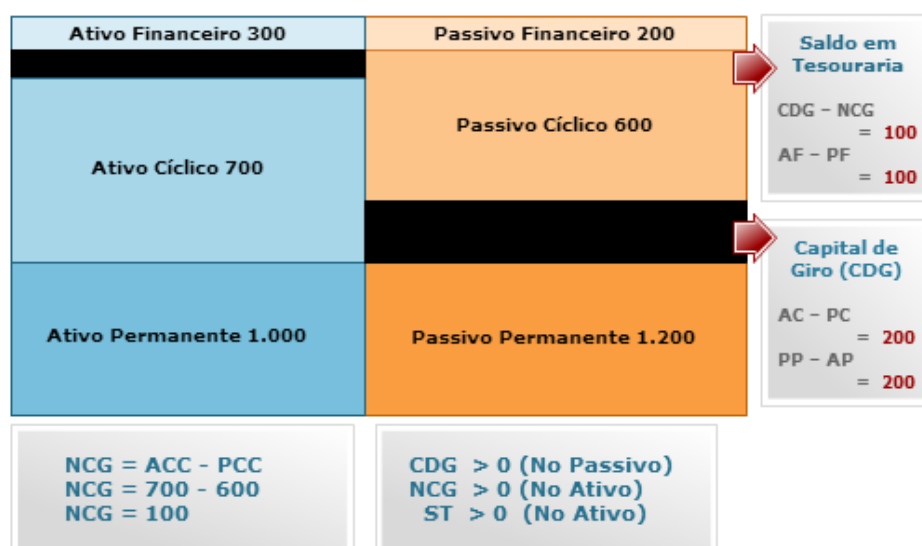 Ativo Financeiro 300
Passivo Financeiro 200
Passivo Cíclico 600
Ativo Cíclico 700
Ativo Permanente 1.000
Passivo Permanente 1.200
Saldo em
Tesouraria
CDG – NCG
= 100
AF – PF
= 100
Capital de
Giro (CDG)
AC – PC
= 200
PP – AP
= 200
NCG = ACC - PCC
NCG = 700 - 600
NCG = 100
CDG > 0 (No Passivo)
NCG > 0 (No Ativo)
ST > 0 (No Ativo)